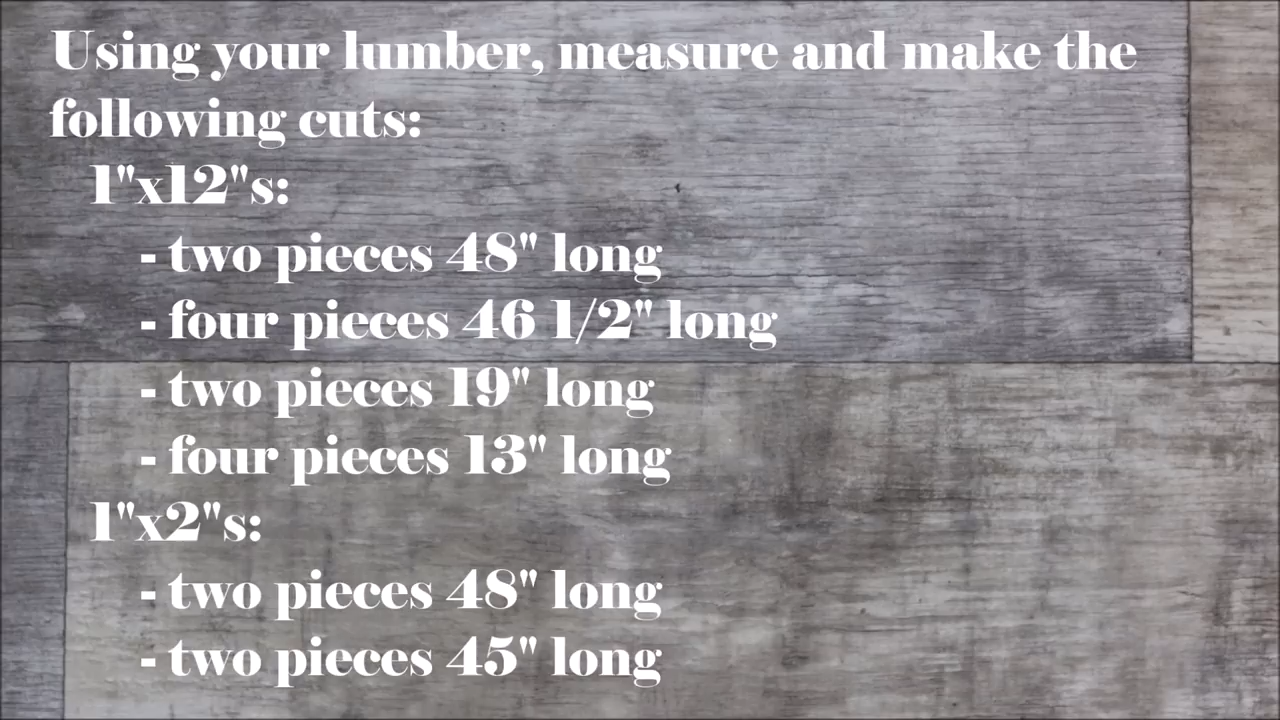 Using your lumber, measure and make the
following cuts:
1"x12"s:
- two pieces 48" long
- four pieces 46 1/2" long
- two pieces 19" long
- four pieces 13" long
1"x2"s:
- two pieces 48" long
- two pieces 45" long